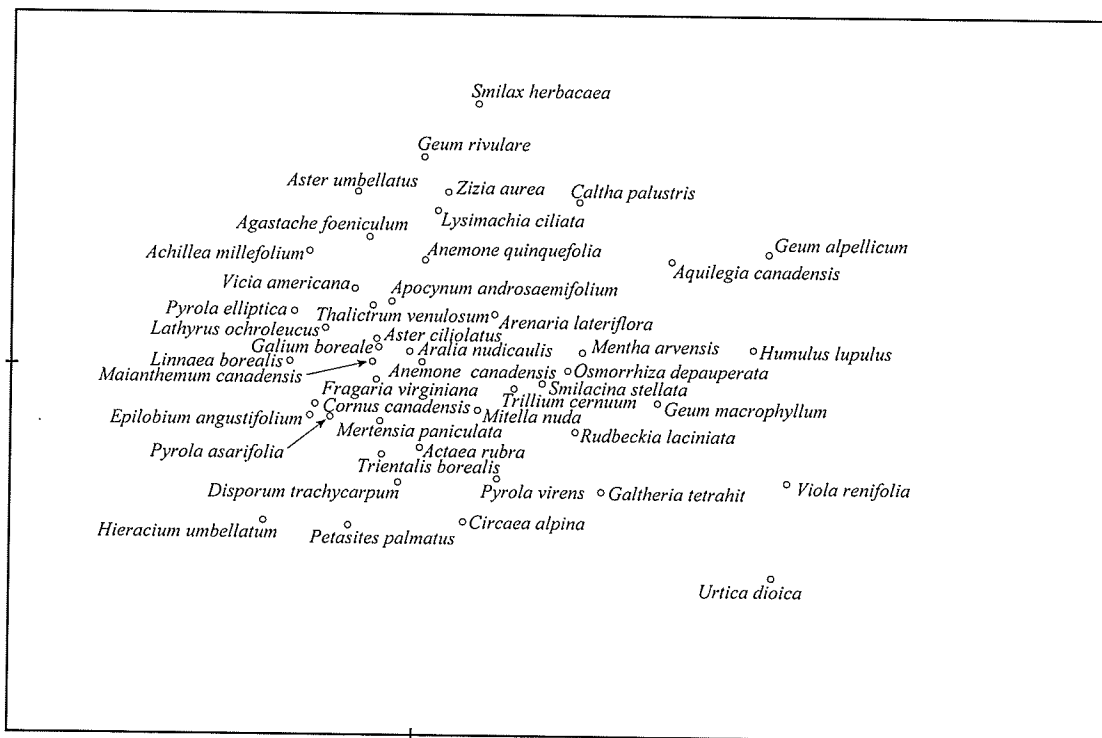 Smilax herbacaea
Geum rivulare
Aster umbellatus
Zizia aurea
Caltha palustris
Lysimachia ciliata
Agastache foeniculum
Achillea millefolium
Anemone quinquefolia
Geum alpellicum
Aquilegia canadensis
Vicia americana
Apocynum androsaemifolium
Pyrola elliptica
Thalictrum venulosum
Arenaria lateriflora
Lathyrus ochroleucus
Aster ciliolatus
Galium boreale
Aralia nudicaulis
Mentha arvensis
Humulus lupulus
Linnaea borealis
Maianthemum canadensis
Anemone canadensis
Osmorrhiza depauperata
Fragaria virginiana
Smilacina stellata
Trillium cernuum
Geum macrophyllum
Cornus canadensis
Epilobium angustifolium
Mitella nuda
Mertensia paniculata
Rudbeckia laciniata
Pyrola asarifolia
Actaea rubra
Trientalis borealis
Disporum trachycarpum
Pyrola virens
Galtheria tetrahit
Viola renifolia
Hieracium umbellatum
Petasites palmatus
Circaea alpina
Urtica dioica